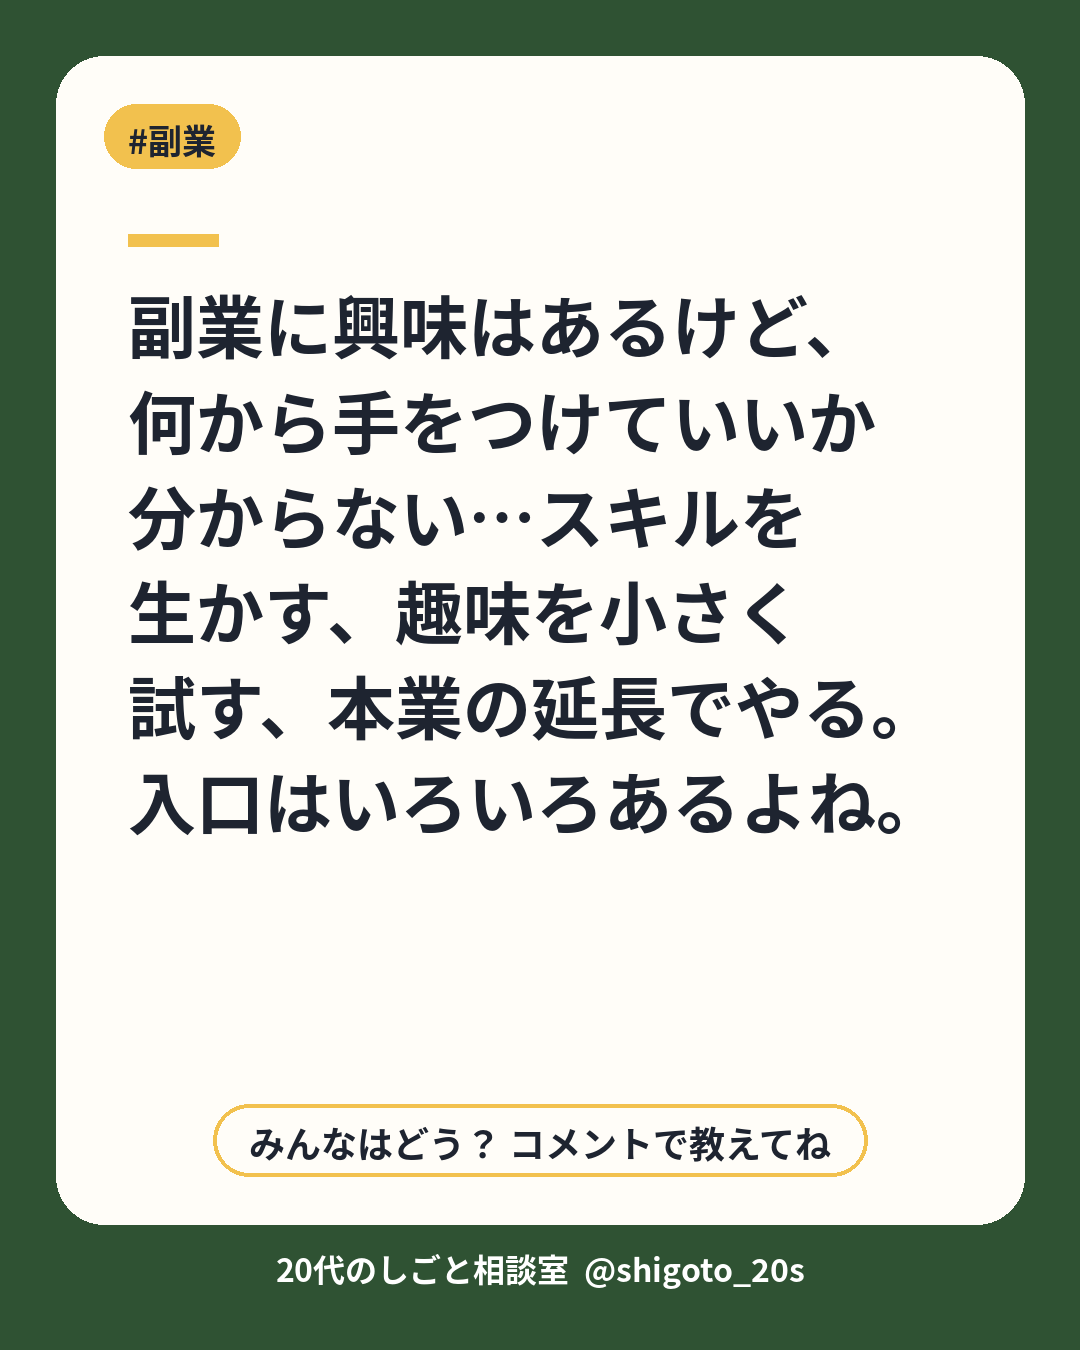 #副業
副業に興味はあるけど、
何から手をつけていいか
分からない…スキルを
生かす、趣味を小さく
試す、本業の延長でやる。
入口はいろいろあるよね。
みんなはどう？ コメントで教えてね
20代のしごと相談室 @shigoto_20s